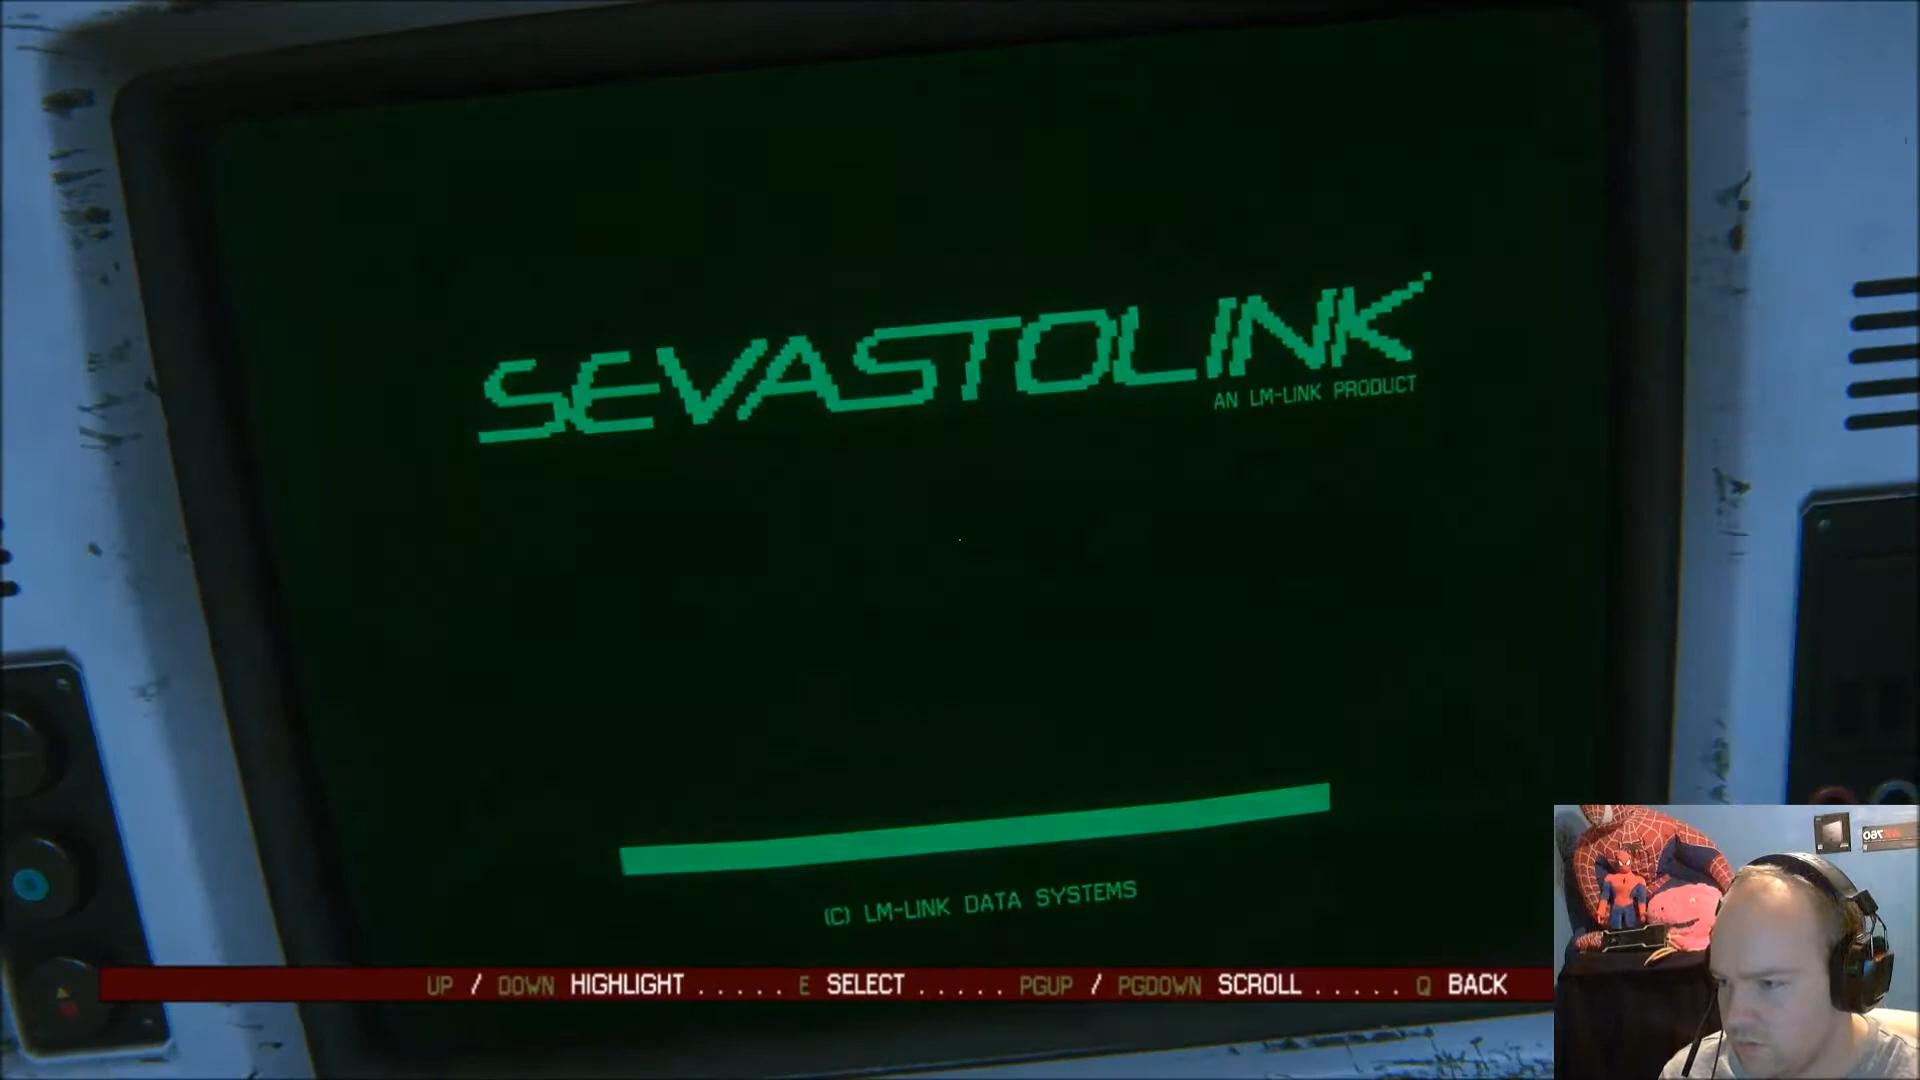 SEVASTOLINK
AN LM-LINK PRODUCT
(C) LM-LINK DATA SYSTEMS
UP / DOWN HIGHLIGHT ..... E SELECT ..... PGUP / PGDOWN SCROLL ..... Q BACK